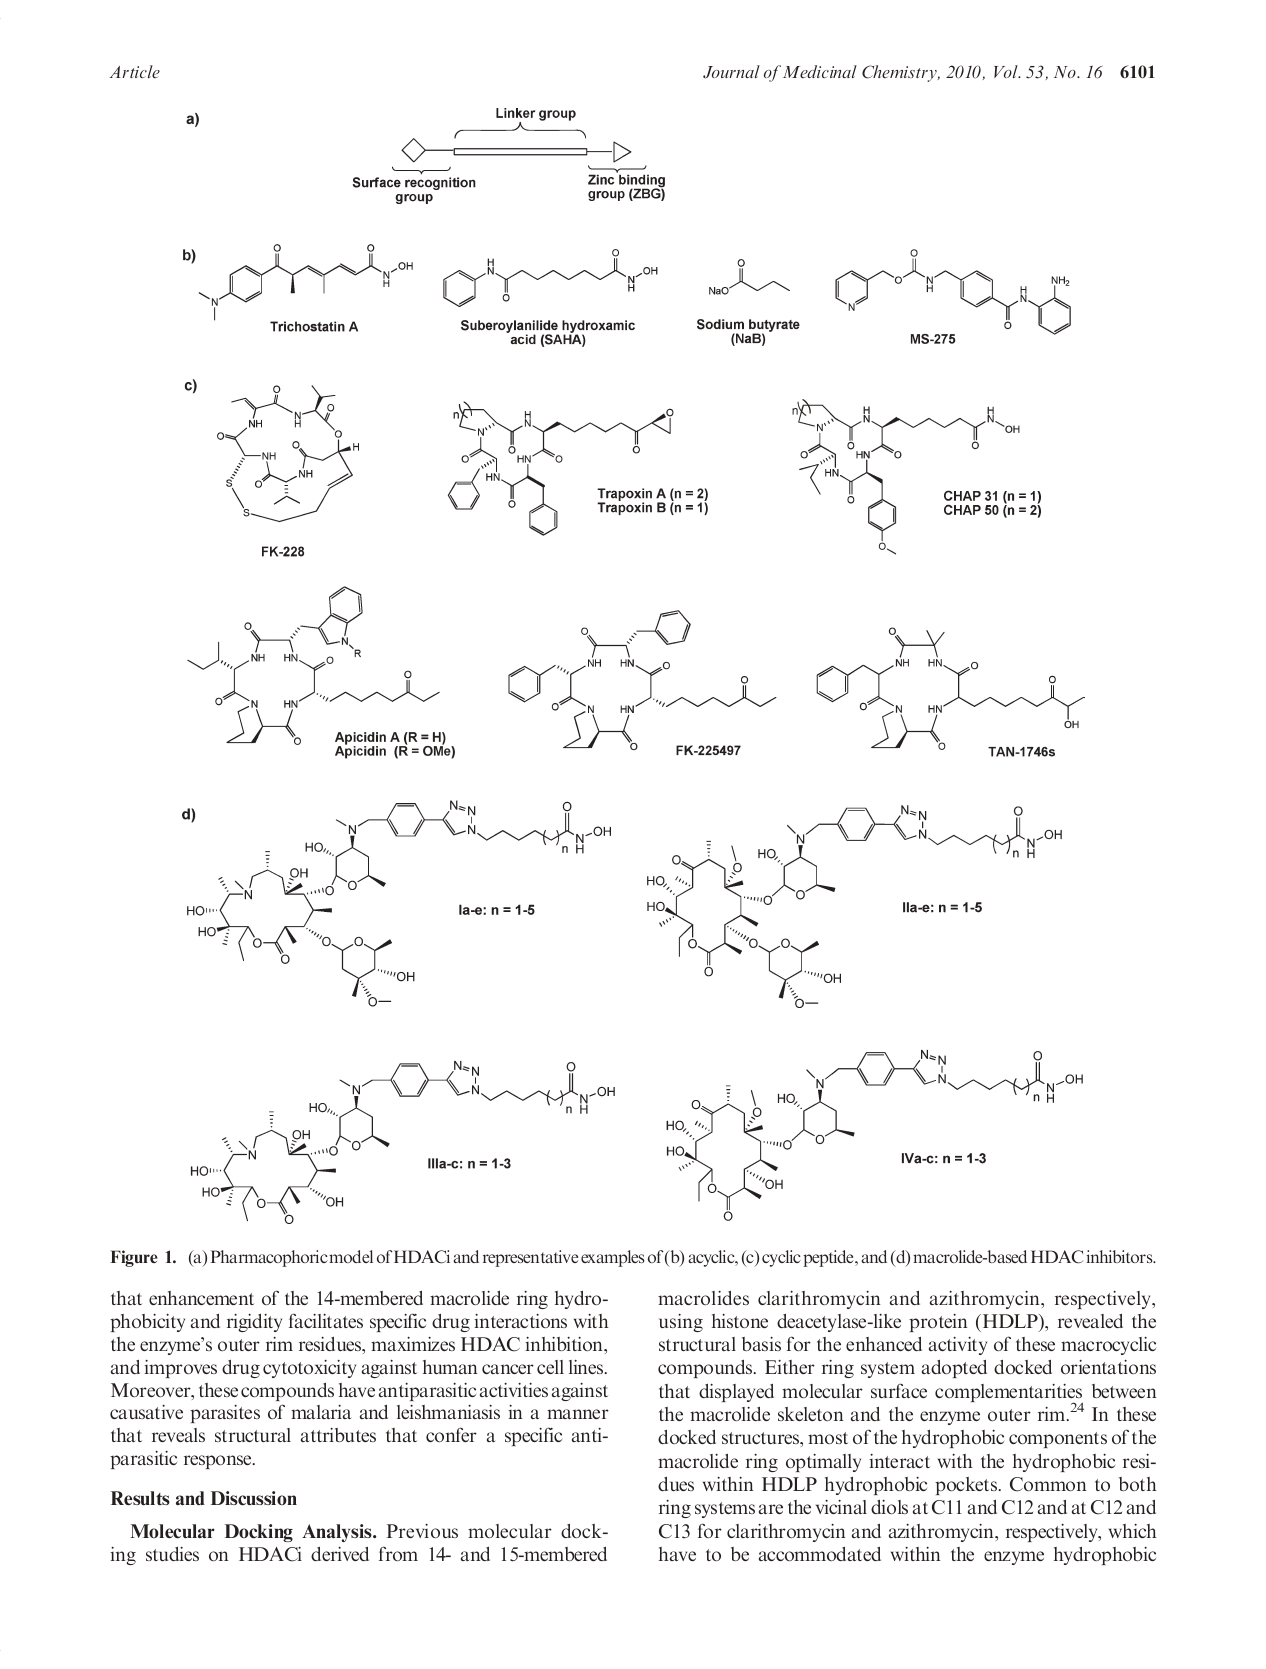 Article
Journal of Medicinal Chemistry, 2010, Vol. 53, No. 16 6101
a)
Linker group
Surface recognition
group
Zinc binding
group (ZBG)
b)
Trichostatin A
Suberoylanilide hydroxamic
acid (SAHA)
Sodium butyrate
(NaB)
MS-275
c)
FK-228
Trapoxin A (n = 2)
Trapoxin B (n = 1)
CHAP 31 (n = 1)
CHAP 50 (n = 2)
Apicidin A (R = H)
Apicidin (R = OMe)
FK-225497
TAN-1746s
d)
Ia-e: n = 1-5
IIa-e: n = 1-5
IIIa-c: n = 1-3
IVa-c: n = 1-3
Figure 1. (a) Pharmacophoric model of HDACi and representative examples of (b) acyclic, (c) cyclic peptide, and (d) macrolide-based HDAC inhibitors.
that enhancement of the 14-membered macrolide ring hydro-
phobicity and rigidity facilitates specific drug interactions with
the enzyme's outer rim residues, maximizes HDAC inhibition,
and improves drug cytotoxicity against human cancer cell lines.
Moreover, these compounds have antiparasitic activities against
causative parasites of malaria and leishmaniasis in a manner
that reveals structural attributes that confer a specific anti-
parasitic response.
Results and Discussion
Molecular Docking Analysis. Previous molecular dock-
ing studies on HDACi derived from 14- and 15-membered
macrolides clarithromycin and azithromycin, respectively,
using histone deacetylase-like protein (HDLP), revealed the
structural basis for the enhanced activity of these macrocyclic
compounds. Either ring system adopted docked orientations
that displayed molecular surface complementarities between
the macrolide skeleton and the enzyme outer rim.24 In these
docked structures, most of the hydrophobic components of the
macrolide ring optimally interact with the hydrophobic resi-
dues within HDLP hydrophobic pockets. Common to both
ring systems are the vicinal diols at C11 and C12 and at C12 and
C13 for clarithromycin and azithromycin, respectively, which
have to be accommodated within the enzyme hydrophobic